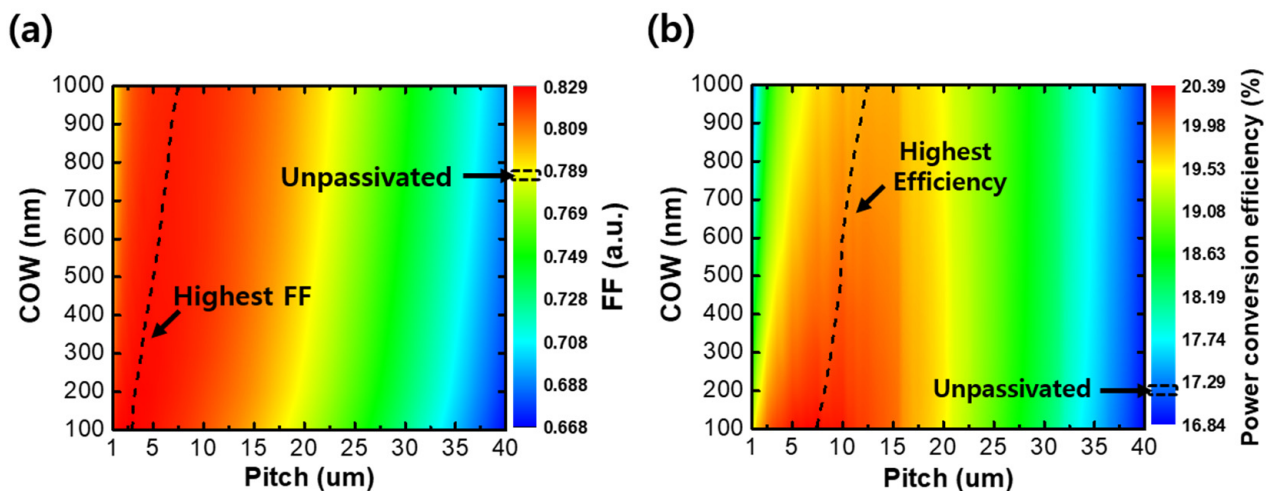 (a)
COW (nm)
1000
900
800
700
600
500
400
300
200
100
1 5 10 15 20 25 30 35 40
Pitch (um)
Unpassivated
Highest FF
0.829
0.809
0.789
0.769
0.749
0.728
0.708
0.688
0.668
FF (a.u.)
(b)
COW (nm)
1000
900
800
700
600
500
400
300
200
100
1 5 10 15 20 25 30 35 40
Pitch (um)
Highest
Efficiency
Unpassivated
20.39
19.98
19.53
19.08
18.63
18.19
17.74
17.29
16.84
Power conversion efficiency (%)